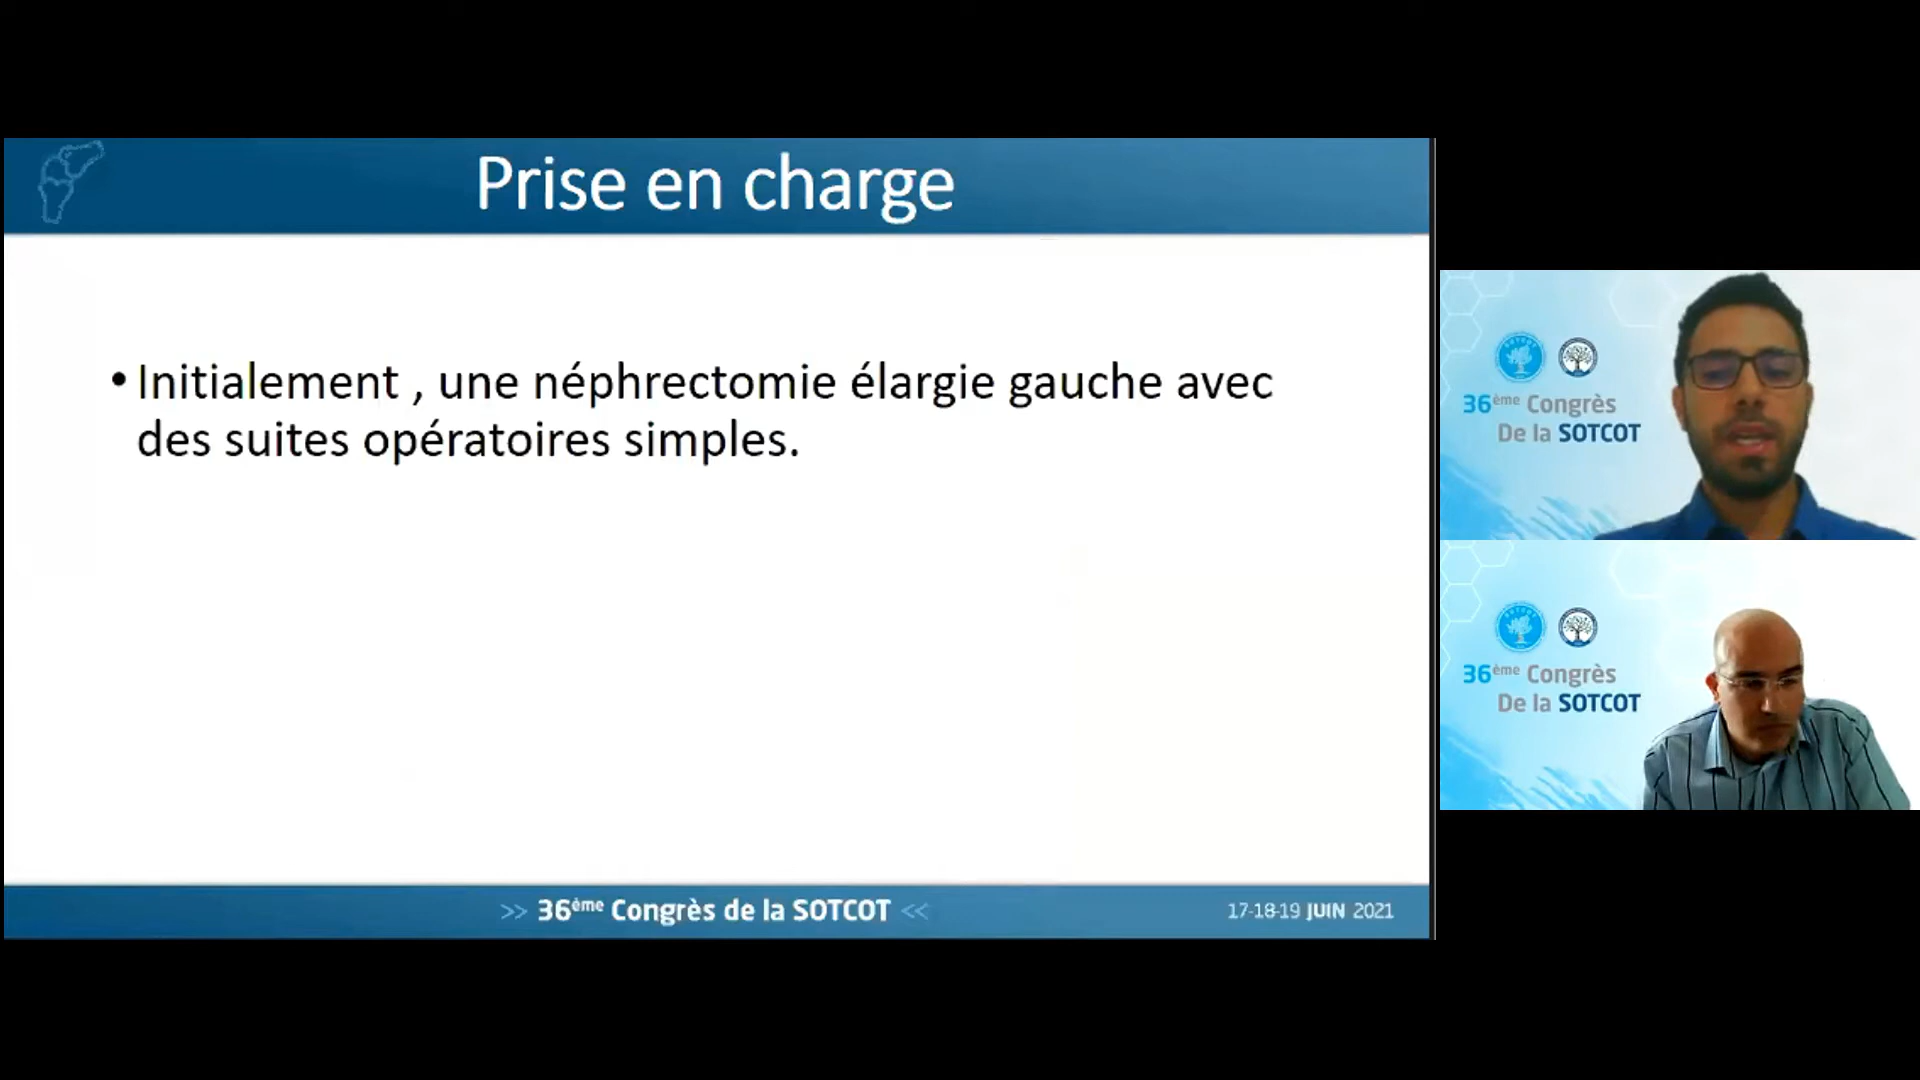 Prise en charge
• Initialement , une néphrectomie élargie gauche avec
des suites opératoires simples.
>> 36ème Congrès de la SOTCOT <<
17-18-19 JUIN 2021
36ème Congrès
De la SOTCOT
36ème Congrès
De la SOTCOT